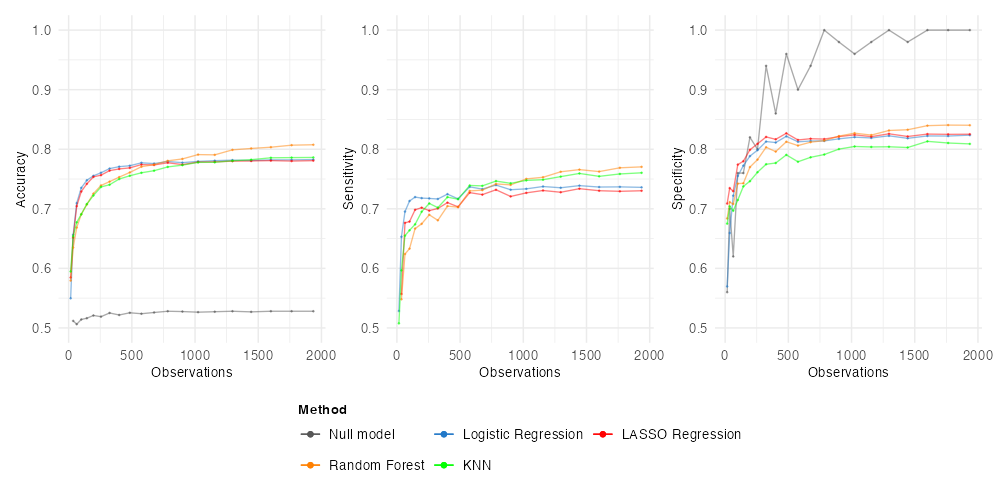 1.0
0.9
0.8
0.7
0.6
0.5
Accuracy
0 500 1000 1500 2000
Observations
1.0
0.9
0.8
0.7
0.6
0.5
Sensitivity
0 500 1000 1500 2000
Observations
1.0
0.9
0.8
0.7
0.6
0.5
Specificity
0 500 1000 1500 2000
Observations
Method
Null model Logistic Regression LASSO Regression
Random Forest KNN